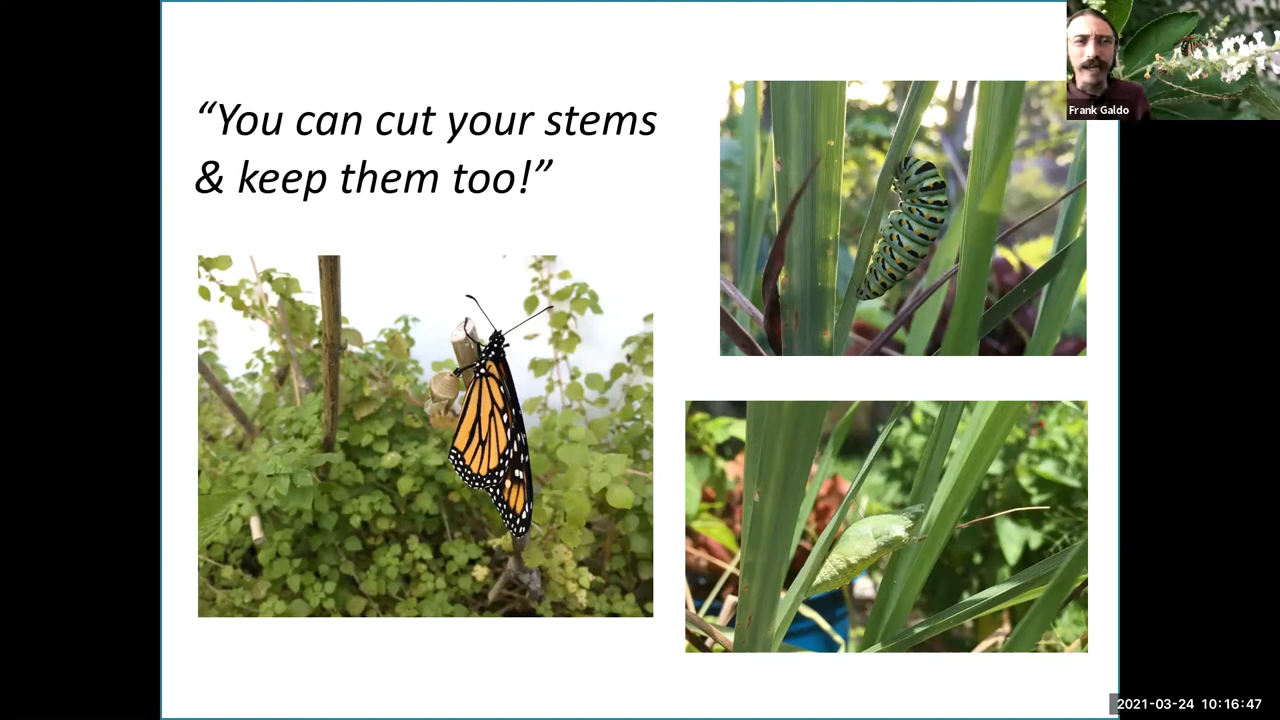 “You can cut your stems
& keep them too!”
Frank Galdo
2021-03-24 10:16:47